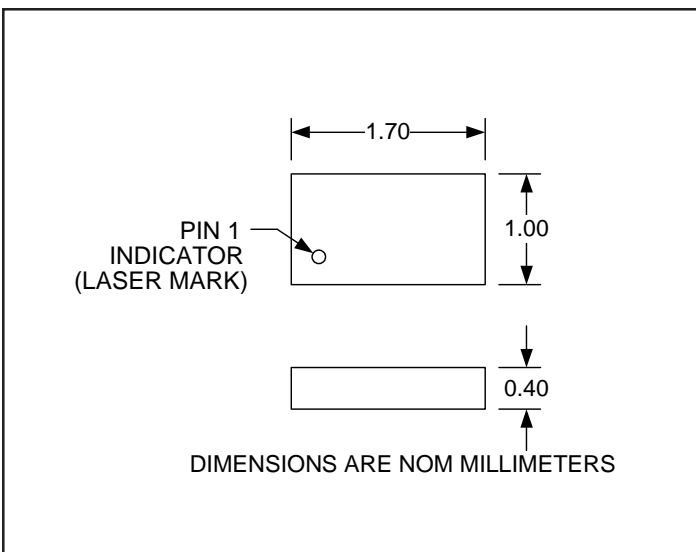 1.70
1.00
PIN 1
INDICATOR
(LASER MARK)
0.40
DIMENSIONS ARE NOM MILLIMETERS